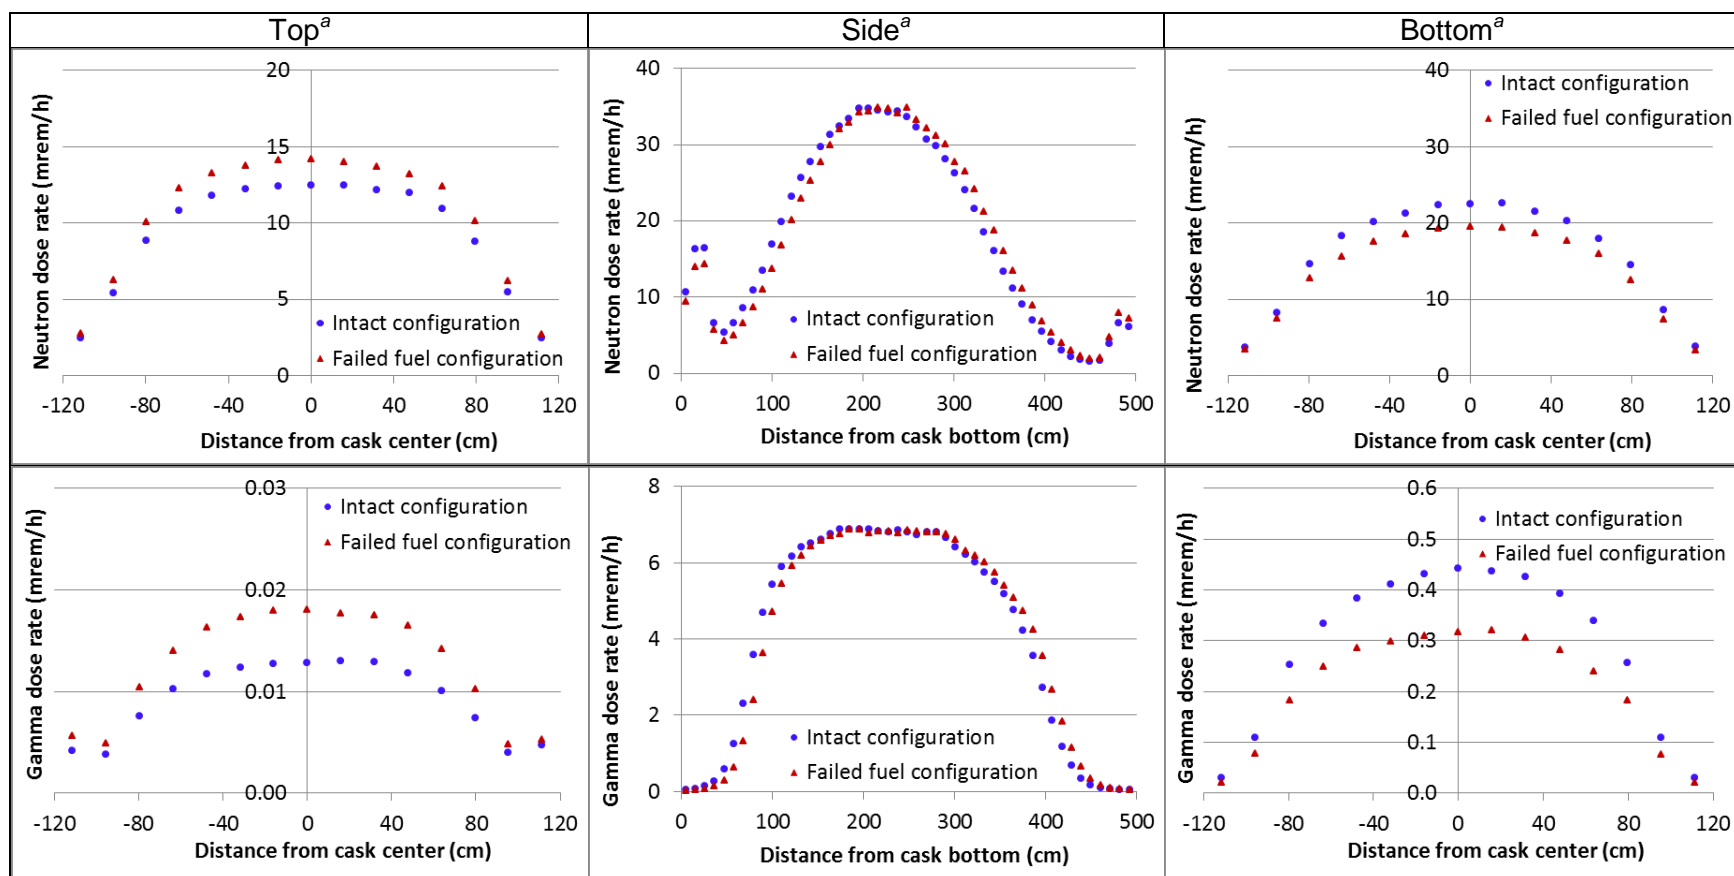 Top^a
Side^a
Bottom^a
Neutron dose rate (mrem/h)
20
15
10
5
0
Intact configuration
Failed fuel configuration
-120 -80 -40 0 40 80 120
Distance from cask center (cm)
Neutron dose rate (mrem/h)
40
30
20
10
0
Intact configuration
Failed fuel configuration
0 100 200 300 400 500
Distance from cask bottom (cm)
Neutron dose rate (mrem/h)
40
30
20
10
0
Intact configuration
Failed fuel configuration
-120 -80 -40 0 40 80 120
Distance from cask center (cm)
Gamma dose rate (mrem/h)
0.03
0.02
0.01
0.00
Intact configuration
Failed fuel configuration
-120 -80 -40 0 40 80 120
Distance from cask center (cm)
Gamma dose rate (mrem/h)
8
6
4
2
0
Intact configuration
Failed fuel configuration
0 100 200 300 400 500
Distance from cask bottom (cm)
Gamma dose rate (mrem/h)
0.6
0.5
0.4
0.3
0.2
0.1
0.0
Intact configuration
Failed fuel configuration
-120 -80 -40 0 40 80 120
Distance from cask center (cm)